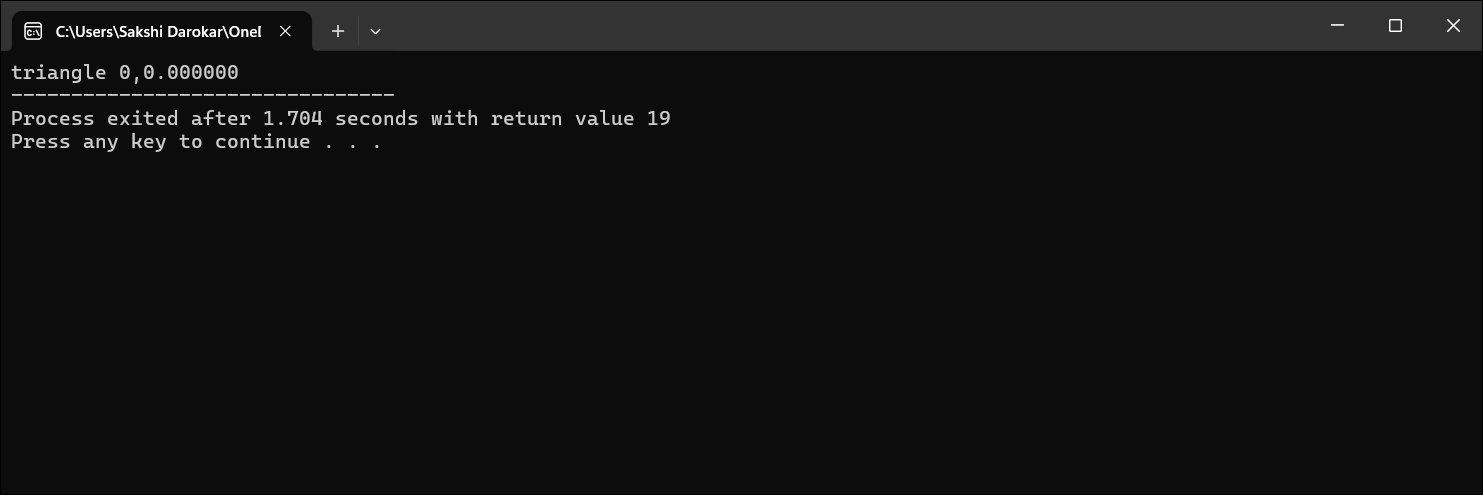 C:\Users\Sakshi Darokar\OneI
triangle 0,0.000000
--------------------------------
Process exited after 1.704 seconds with return value 19
Press any key to continue . . .